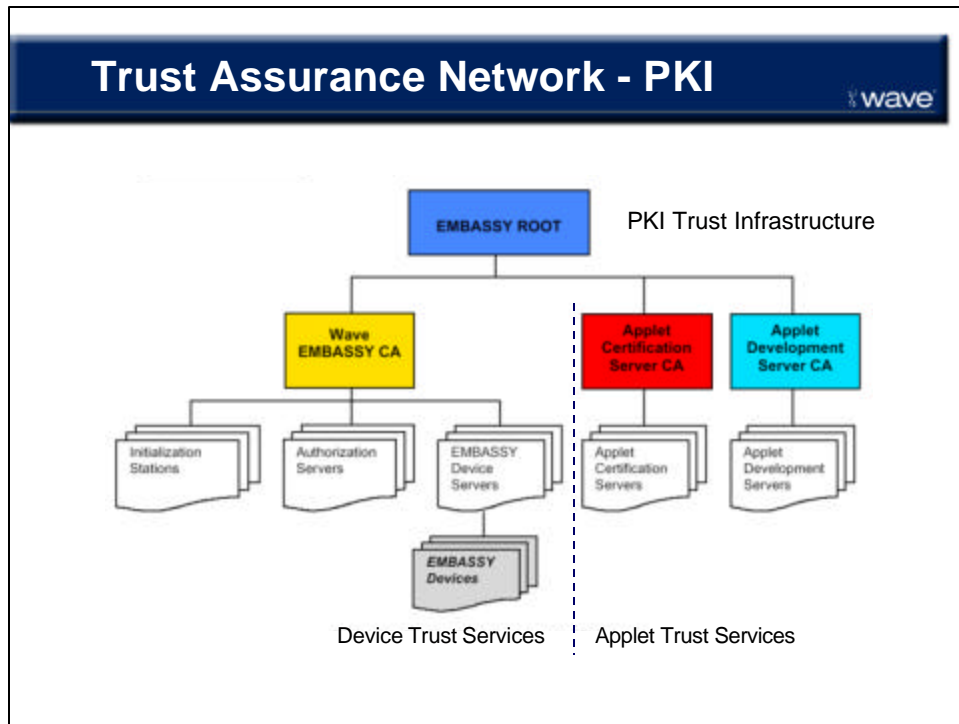 Trust Assurance Network - PKI
wave
EMBASSY ROOT
PKI Trust Infrastructure
Wave
EMBASSY CA
Applet
Certification
Server CA
Applet
Development
Server CA
Initialization
Stations
Authorization
Servers
EMBASSY
Device
Servers
Applet
Certification
Servers
Applet
Development
Servers
EMBASSY
Devices
Device Trust Services
Applet Trust Services